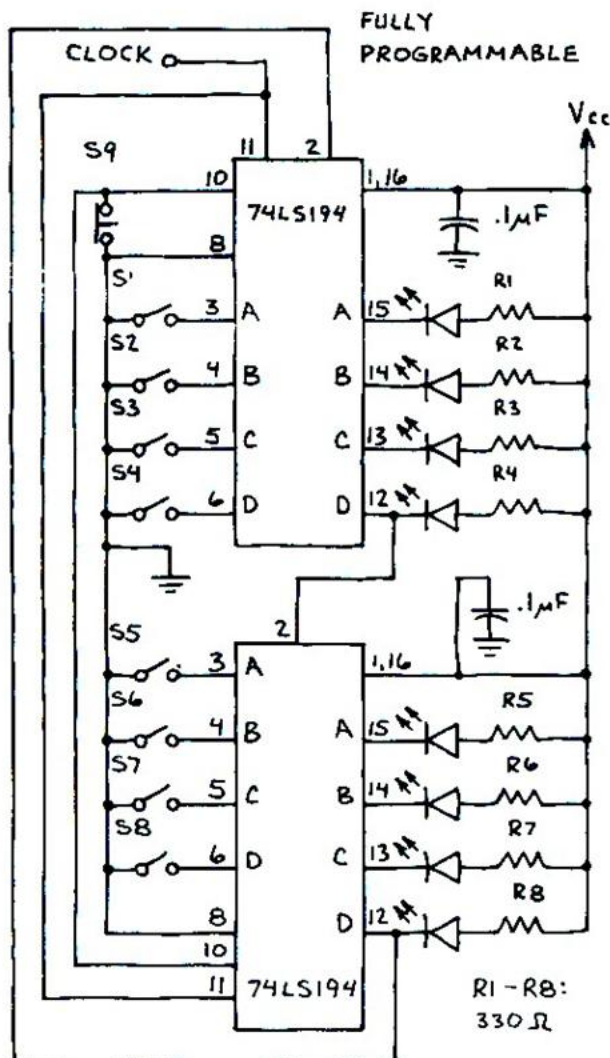 FULLY
PROGRAMMABLE
CLOCK
Vcc
S9
11 2
10 1,16
74LS194
.1µF
8
S1
3 A A 15 R1
S2
4 B B 14 R2
S3
5 C C 13 R3
S4
6 D D 12 R4
2
.1µF
S5
3 A 1,16
S6
4 B A 15 R5
S7
5 C B 14 R6
S8
6 D C 13 R7
8 D 12 R8
10
11 74LS194
R1-R8:
330 Ω